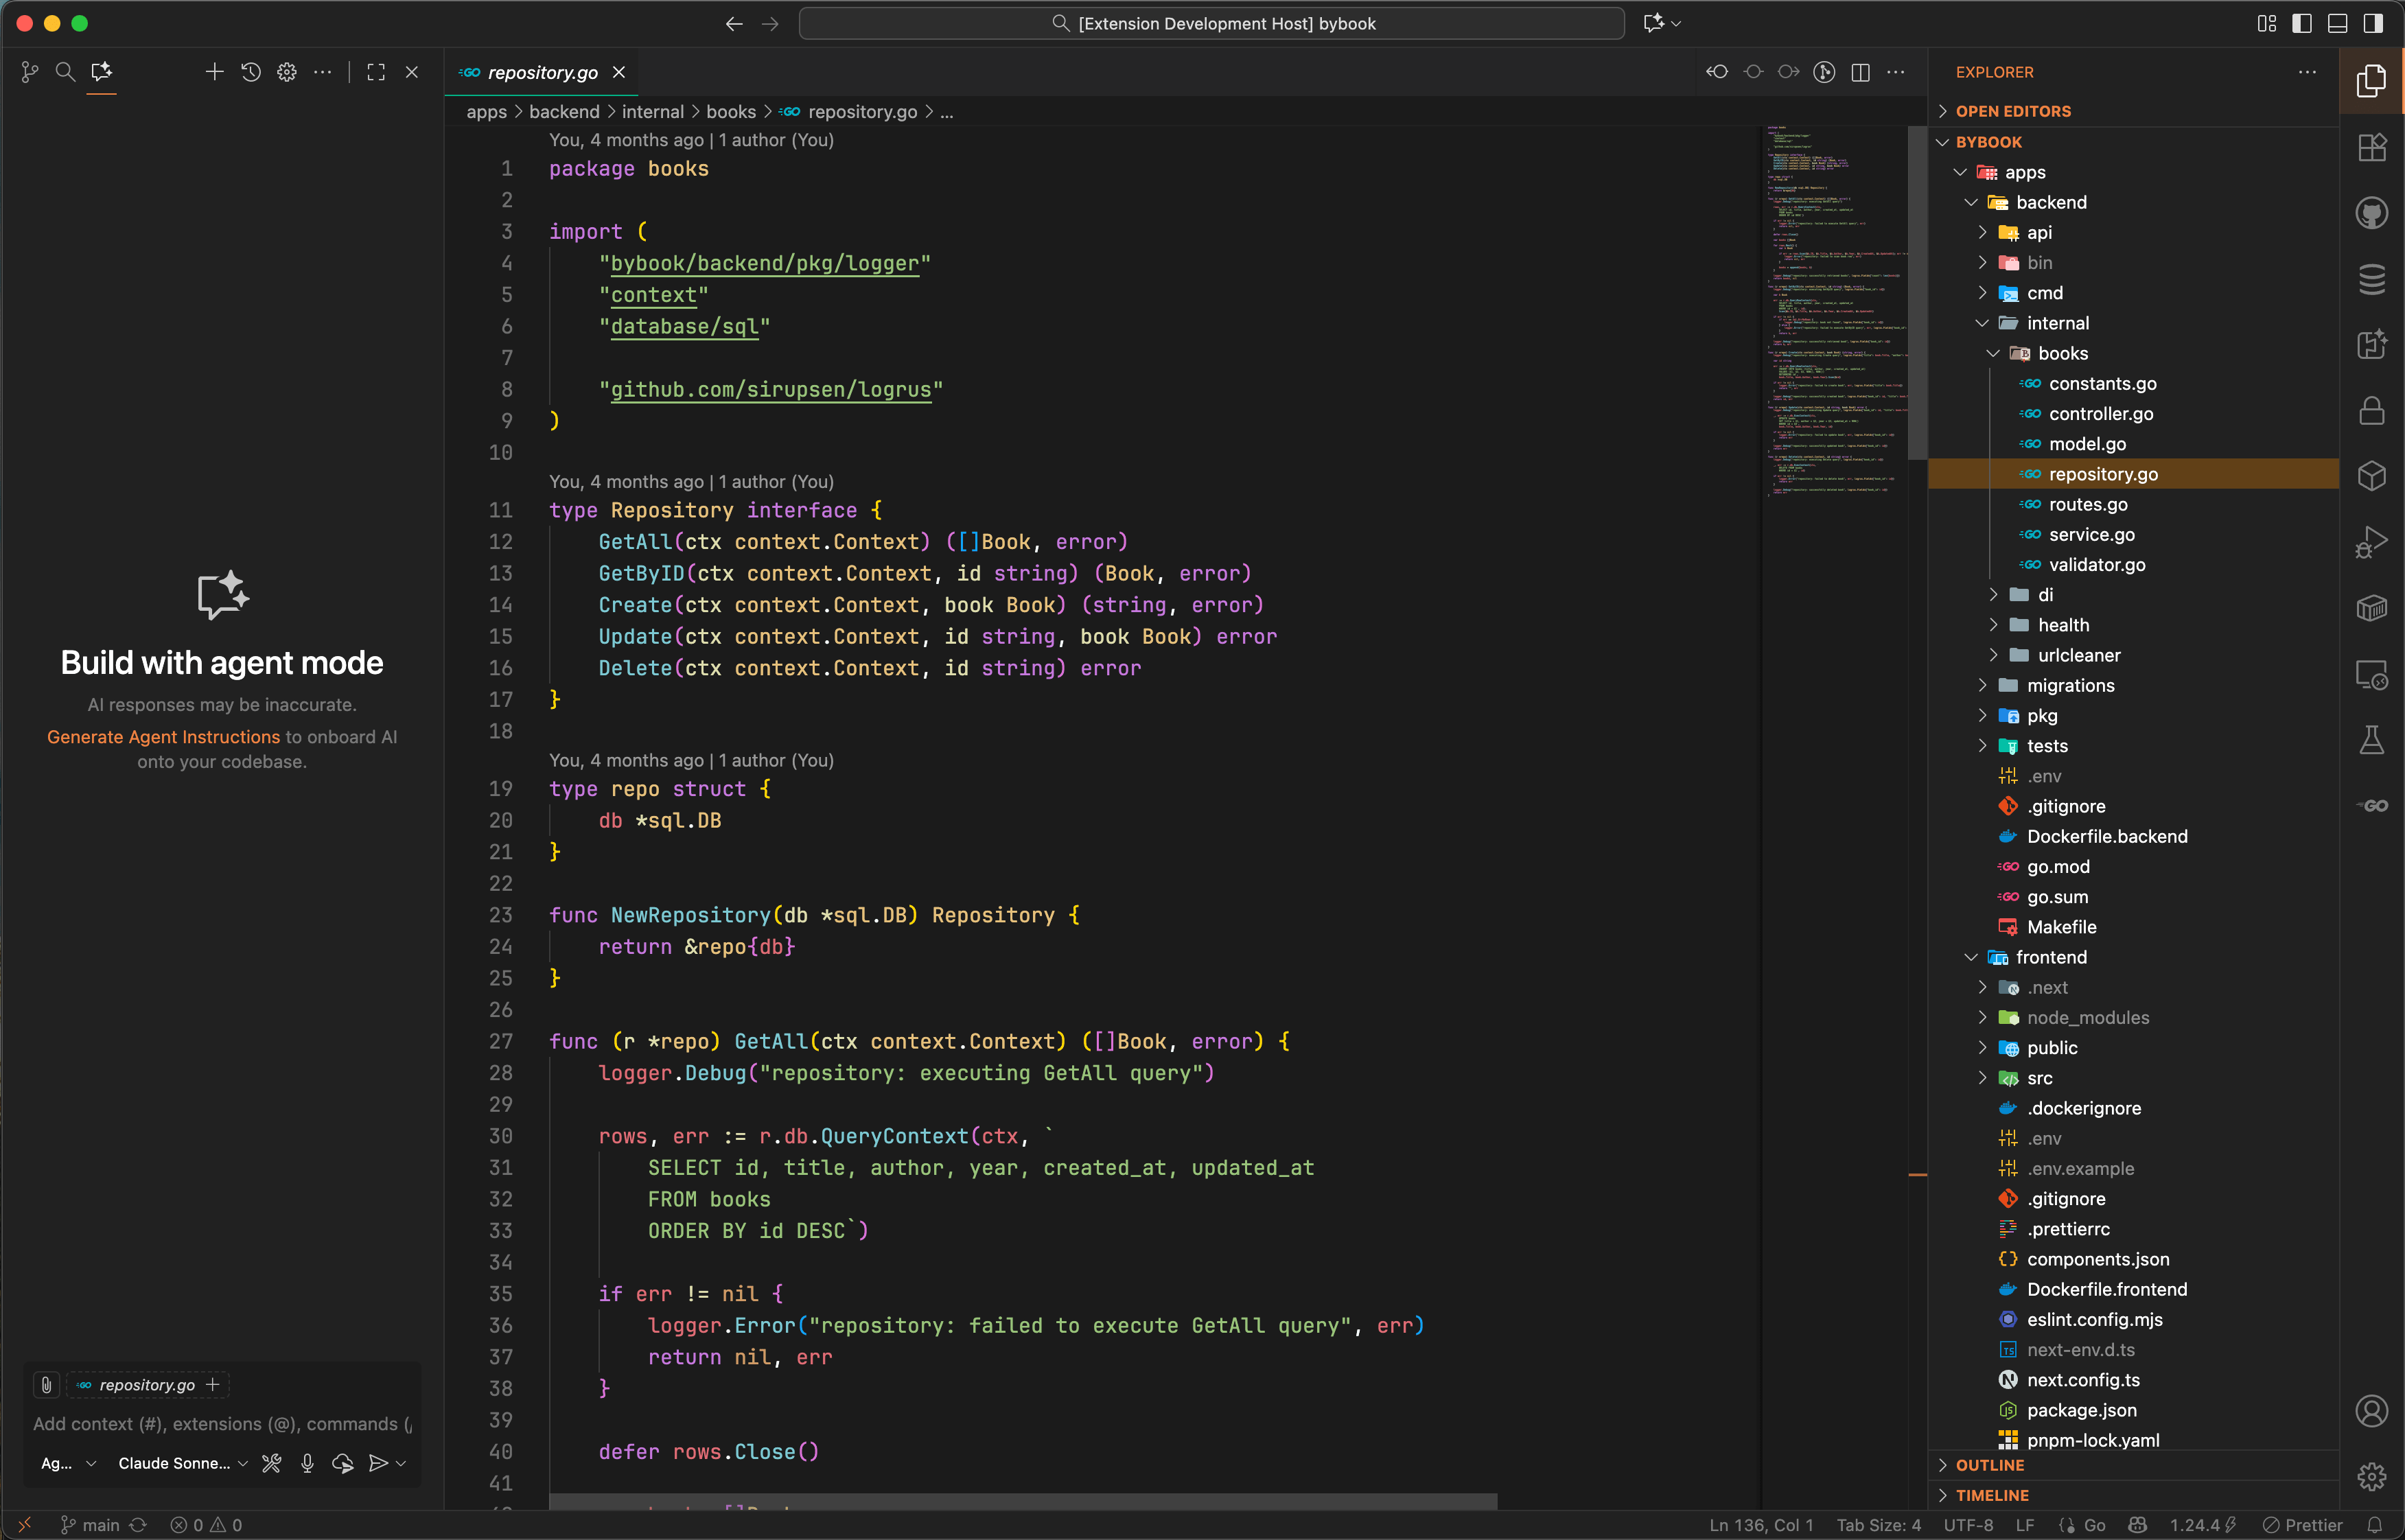 [Extension Development Host] bybook
repository.go
apps > backend > internal > books > repository.go > ...
You, 4 months ago | 1 author (You)
1 package books
2
3 import (
4 "bybook/backend/pkg/logger"
5 "context"
6 "database/sql"
7
8 "github.com/sirupsen/logrus"
9 )
10
You, 4 months ago | 1 author (You)
11 type Repository interface {
12 GetAll(ctx context.Context) ([]Book, error)
13 GetByID(ctx context.Context, id string) (Book, error)
14 Create(ctx context.Context, book Book) (string, error)
15 Update(ctx context.Context, id string, book Book) error
16 Delete(ctx context.Context, id string) error
17 }
18
You, 4 months ago | 1 author (You)
19 type repo struct {
20 db *sql.DB
21 }
22
23 func NewRepository(db *sql.DB) Repository {
24 return &repo{db}
25 }
26
27 func (r *repo) GetAll(ctx context.Context) ([]Book, error) {
28 logger.Debug("repository: executing GetAll query")
29
30 rows, err := r.db.QueryContext(ctx, `
31 SELECT id, title, author, year, created_at, updated_at
32 FROM books
33 ORDER BY id DESC`)
34
35 if err != nil {
36 logger.Error("repository: failed to execute GetAll query", err)
37 return nil, err
38 }
39
40 defer rows.Close()
41
Build with agent mode
AI responses may be inaccurate.
Generate Agent Instructions to onboard AI
onto your codebase.
repository.go
Add context (#), extensions (@), commands (/
Ag...
Claude Sonne...
EXPLORER
OPEN EDITORS
BYBOOK
apps
backend
api
bin
cmd
internal
books
GO constants.go
GO controller.go
GO model.go
GO repository.go
GO routes.go
GO service.go
GO validator.go
di
health
urlcleaner
migrations
pkg
tests
.env
.gitignore
Dockerfile.backend
GO go.mod
GO go.sum
Makefile
frontend
.next
node_modules
public
src
.dockerignore
.env
.env.example
.gitignore
.prettierrc
components.json
Dockerfile.frontend
eslint.config.mjs
TS next-env.d.ts
next.config.ts
package.json
pnpm-lock.yaml
OUTLINE
TIMELINE
main
0 0
Ln 136, Col 1
Tab Size: 4
UTF-8
LF
Go
1.24.4
Prettier